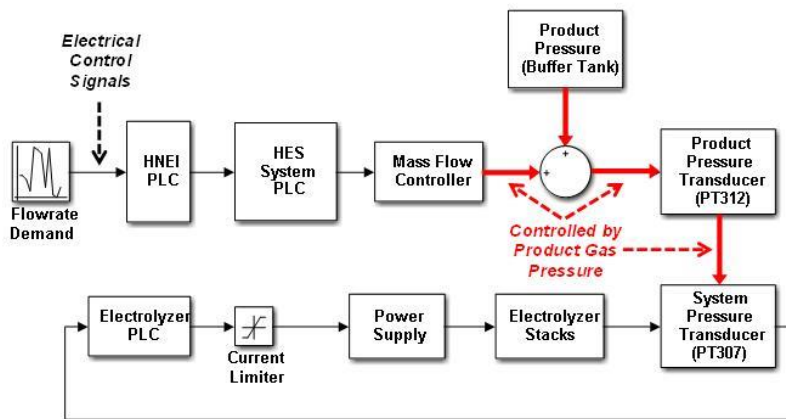 Electrical
Control
Signals
Product
Pressure
(Buffer Tank)
Flowrate
Demand
HNEI
PLC
HES
System
PLC
Mass Flow
Controller
+
+
Product
Pressure
Transducer
(PT312)
Controlled by
Product Gas
Pressure
Electrolyzer
PLC
Current
Limiter
Power
Supply
Electrolyzer
Stacks
System
Pressure
Transducer
(PT307)